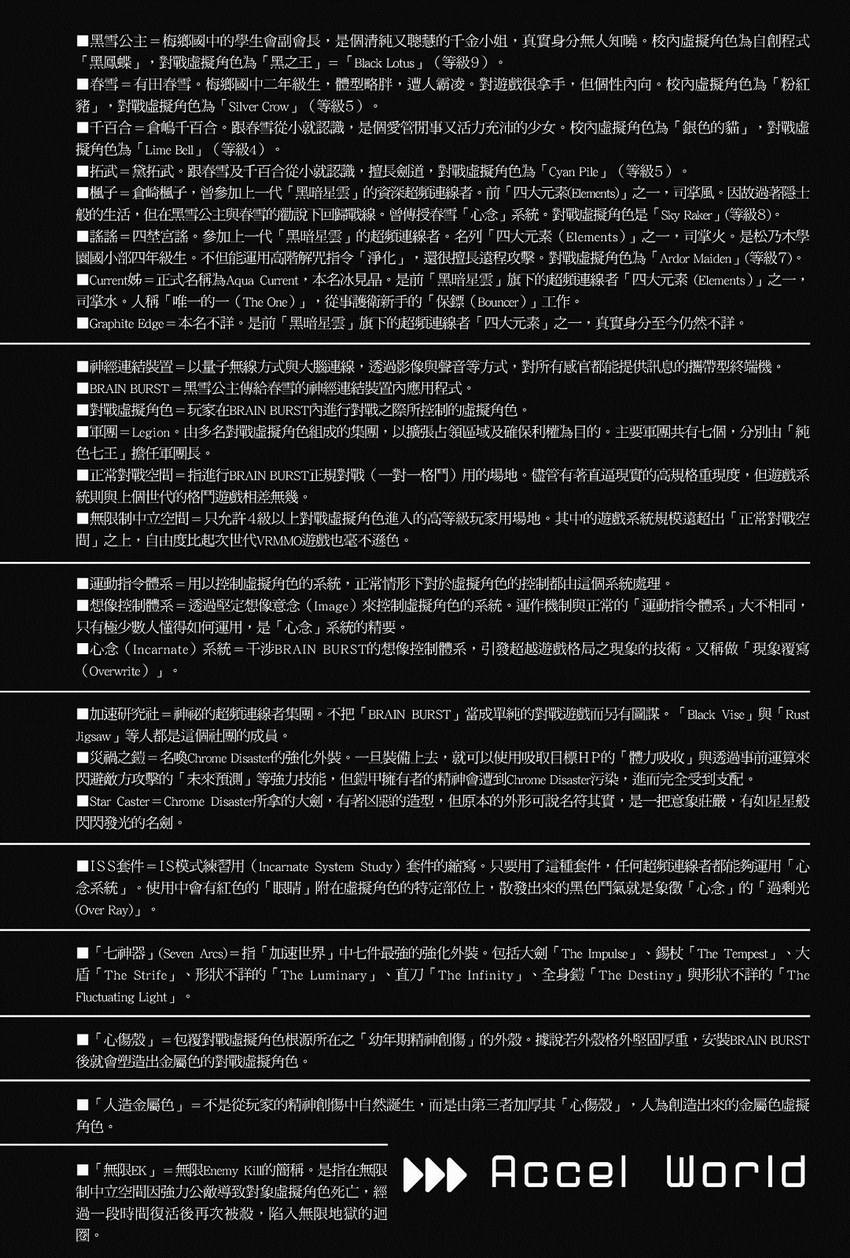 ■黑雪公主＝梅鄉國中的學生會副會長，是個清純又聰慧的千金小姐，真實身分無人知曉。校內虛擬角色為自創程式
「黑鳳蝶」，對戰虛擬角色為「黑之王」＝「Black Lotus」（等級9）。
■春雪＝有田春雪。梅鄉國中二年級生，體型略胖，遭人霸凌。對遊戲很拿手，但個性內向。校內虛擬角色為「粉紅
豬」，對戰虛擬角色為「Silver Crow」（等級5）。
■千百合＝倉嶋千百合。跟春雪從小就認識，是個愛管閒事又活力充沛的少女。校內虛擬角色為「銀色的貓」，對戰虛
擬角色為「Lime Bell」（等級4）。
■拓武＝黛拓武。跟春雪及千百合從小就認識，擅長劍道，對戰虛擬角色為「Cyan Pile」（等級5）。
■楓子＝倉崎楓子，曾參加上一代「黑暗星雲」的資深超頻連線者。前「四大元素(Elements)」之一，司掌風。因故過著隱士
般的生活，但在黑雪公主與春雪的勸說下回歸戰線。曾傳授春雪「心念」系統。對戰虛擬角色是「Sky Raker」(等級8)。
■謠謠＝四埜宮謠。參加上一代「黑暗星雲」的超頻連線者。名列「四大元素（Elements）」之一，司掌火。是松乃木學
園國小部四年級生。不但能運用高階解咒指令「淨化」，還很擅長遠程攻擊。對戰虛擬角色為「Ardor Maiden」(等級7)。
■Current姊＝正式名稱為Aqua Current，本名冰見晶。是前「黑暗星雲」旗下的超頻連線者「四大元素 (Elements)」之一，
司掌水。人稱「唯一的一（The One）」，從事護衛新手的「保鏢（Bouncer）」工作。
■Graphite Edge＝本名不詳。是前「黑暗星雲」旗下的超頻連線者「四大元素」之一，真實身分至今仍然不詳。
■神經連結裝置＝以量子無線方式與大腦連線，透過影像與聲音等方式，對所有感官都能提供訊息的攜帶型終端機。
■BRAIN BURST＝黑雪公主傳給春雪的神經連結裝置內應用程式。
■對戰虛擬角色＝玩家在BRAIN BURST內進行對戰之際所控制的虛擬角色。
■軍團＝Legion。由多名對戰虛擬角色組成的集團，以擴張占領區域及確保利權為目的。主要軍團共有七個，分別由「純
色七王」擔任軍團長。
■正常對戰空間＝指進行BRAIN BURST正規對戰（一對一格鬥）用的場地。儘管有著直逼現實的高規格重現度，但遊戲系
統則與上個世代的格鬥遊戲相差無幾。
■無限制中立空間＝只允許4級以上對戰虛擬角色進入的高等級玩家用場地。其中的遊戲系統規模遠超出「正常對戰空
間」之上，自由度比起次世代VRMMO遊戲也毫不遜色。
■運動指令體系＝用以控制虛擬角色的系統，正常情形下對於虛擬角色的控制都由這個系統處理。
■想像控制體系＝透過堅定想像意念（Image）來控制虛擬角色的系統。運作機制與正常的「運動指令體系」大不相同，
只有極少數人懂得如何運用，是「心念」系統的精要。
■心念（Incarnate）系統＝干涉BRAIN BURST的想像控制體系，引發超越遊戲格局之現象的技術。又稱做「現象覆寫
（Overwrite）」。
■加速研究社＝神祕的超頻連線者集團。不把「BRAIN BURST」當成單純的對戰遊戲而另有圖謀。「Black Vise」與「Rust
Jigsaw」等人都是這個社團的成員。
■災禍之鎧＝名喚Chrome Disaster的強化外裝。一旦裝備上去，就可以使用吸取目標ＨＰ的「體力吸收」與透過事前運算來
閃避敵方攻擊的「未來預測」等強力技能，但鎧甲擁有者的精神會遭到Chrome Disaster污染，進而完全受到支配。
■Star Caster＝Chrome Disaster所拿的大劍，有著凶惡的造型，但原本的外形可說名符其實，是一把意象莊嚴，有如星星般
閃閃發光的名劍。
■ISS套件＝IS模式練習用（Incarnate System Study）套件的縮寫。只要用了這種套件，任何超頻連線者都能夠運用「心
念系統」。使用中會有紅色的「眼睛」附在虛擬角色的特定部位上，散發出來的黑色鬥氣就是象徵「心念」的「過剩光
(Over Ray)」。
■「七神器」(Seven Arcs)＝指「加速世界」中七件最強的強化外裝。包括大劍「The Impulse」、錫杖「The Tempest」、大
盾「The Strife」、形狀不詳的「The Luminary」、直刀「The Infinity」、全身鎧「The Destiny」與形狀不詳的「The
Fluctuating Light」。
■「心傷殼」＝包覆對戰虛擬角色根源所在之「幼年期精神創傷」的外殼。據說若外殼格外堅固厚重，安裝BRAIN BURST
後就會塑造出金屬色的對戰虛擬角色。
■「人造金屬色」＝不是從玩家的精神創傷中自然誕生，而是由第三者加厚其「心傷殼」，人為創造出來的金屬色虛擬
角色。
■「無限EK」＝無限Enemy Kill的簡稱。是指在無限
制中立空間因強力公敵導致對象虛擬角色死亡，經
過一段時間復活後再次被殺，陷入無限地獄的迴
圈。
Accel World